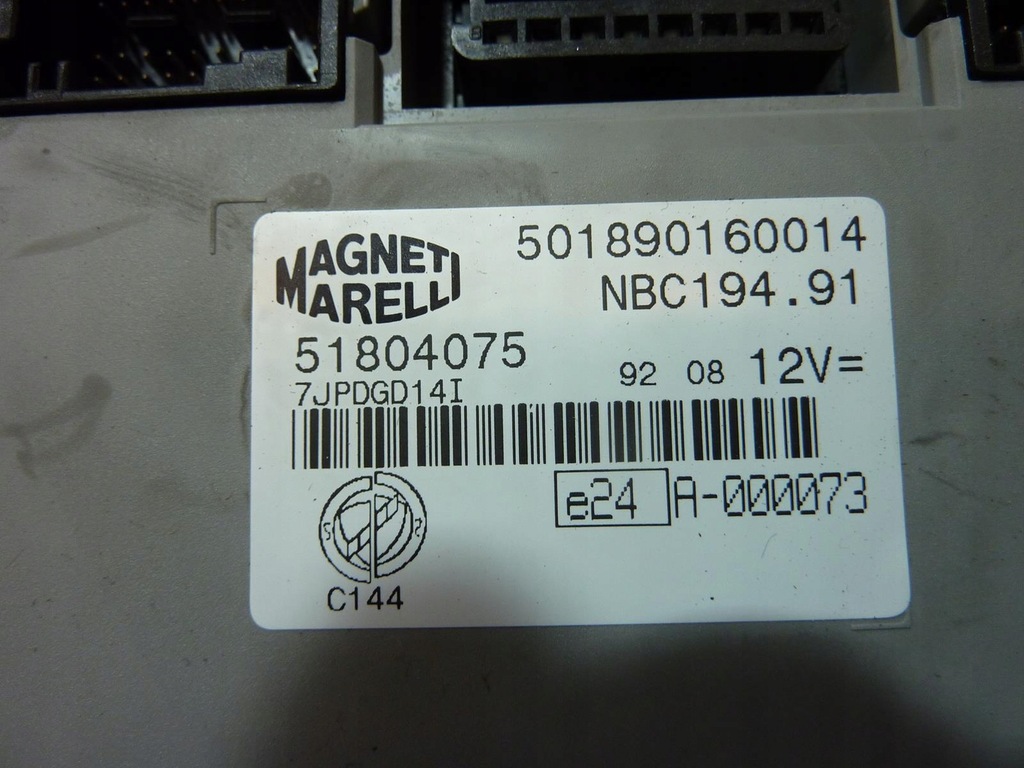 MAGNETI
MARELLI
501890160014
NBC194.91
51804075
92 08 12V=
7JPDGD14I
e24 A-000073
C144